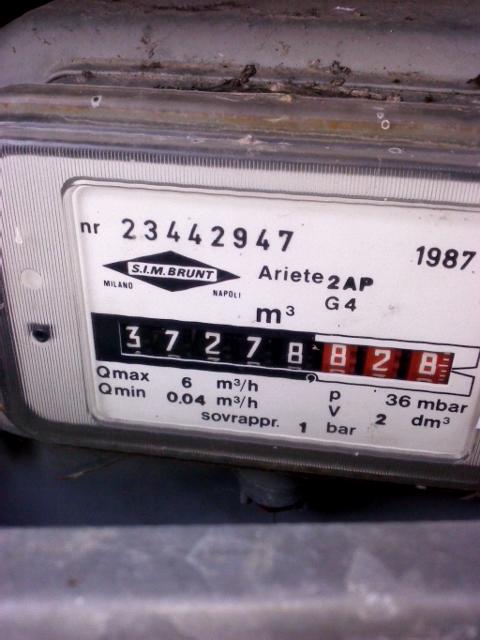 nr 23442947
1987
S.I.M. BRUNT
MILANO NAPOLI
Ariete 2AP
G4
m³
37278828
Qmax 6 m³/h
Qmin 0.04 m³/h
p 36 mbar
V 2 dm³
sovrappr. 1 bar